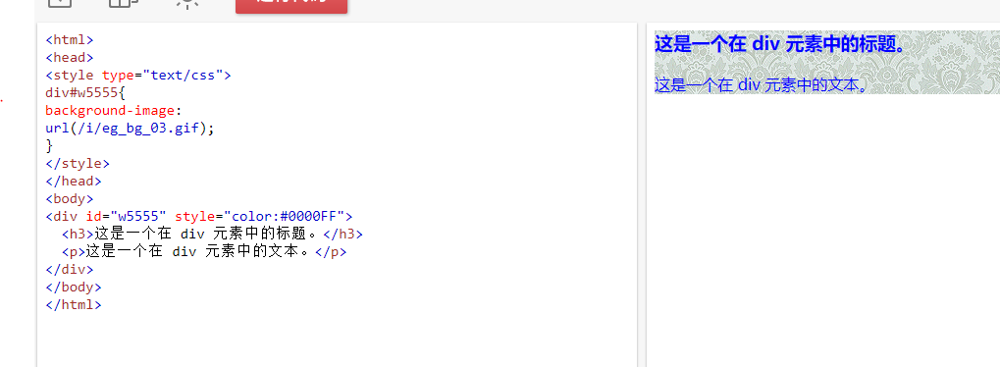 <html>
<head>
<style type="text/css">
div#w5555{
background-image:
url(/i/eg_bg_03.gif);
}
</style>
</head>
<body>
<div id="w5555" style="color:#0000FF">
<h3>这是一个在 div 元素中的标题。</h3>
<p>这是一个在 div 元素中的文本。</p>
</div>
</body>
</html>
这是一个在 div 元素中的标题。
这是一个在 div 元素中的文本。